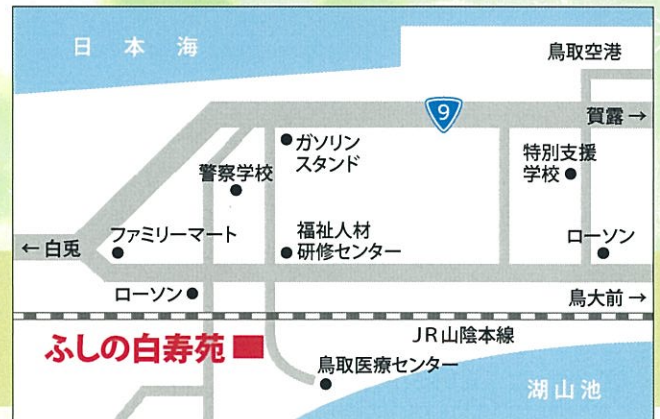 日本海
鳥取空港
9
賀露→
ガソリン
スタンド
特別支援
学校
警察学校
福祉人材
研修センター
ファミリーマート
ローソン
←白兎
ローソン
鳥大前→
JR山陰本線
ふしの白寿苑
鳥取医療センター
湖山池